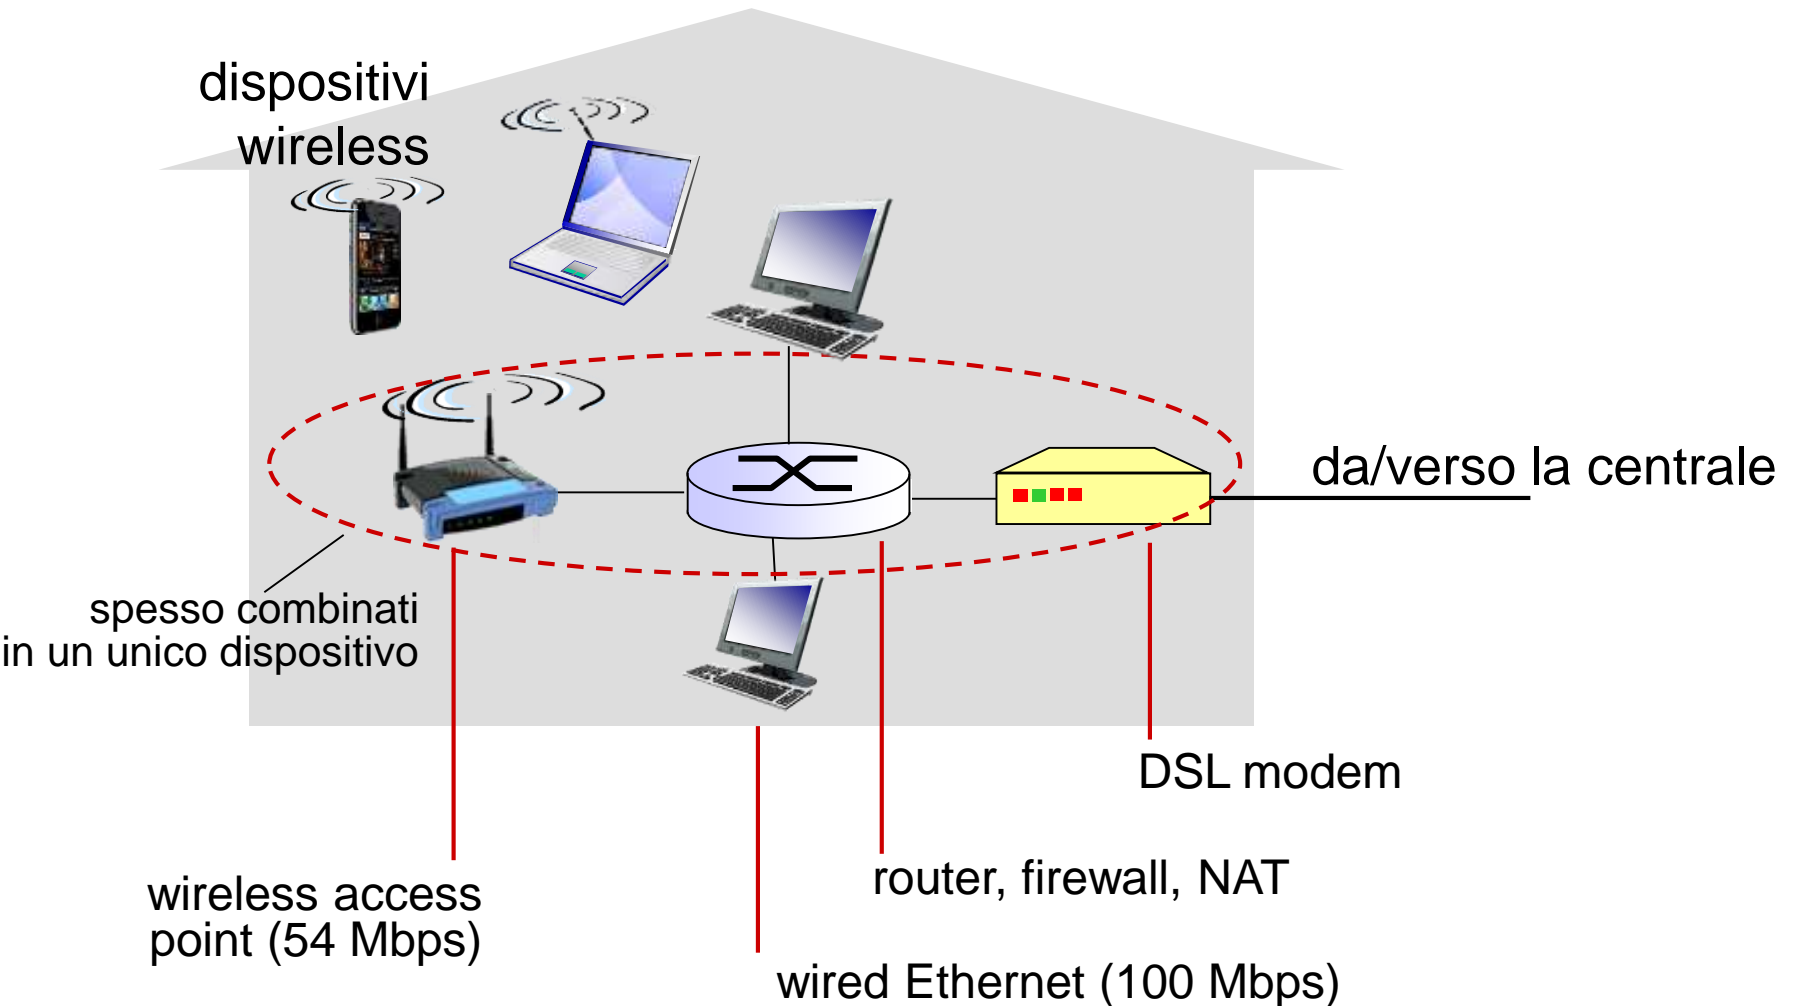 dispositivi
wireless
da/verso la centrale
spesso combinati
in un unico dispositivo
DSL modem
router, firewall, NAT
wireless access
point (54 Mbps)
wired Ethernet (100 Mbps)